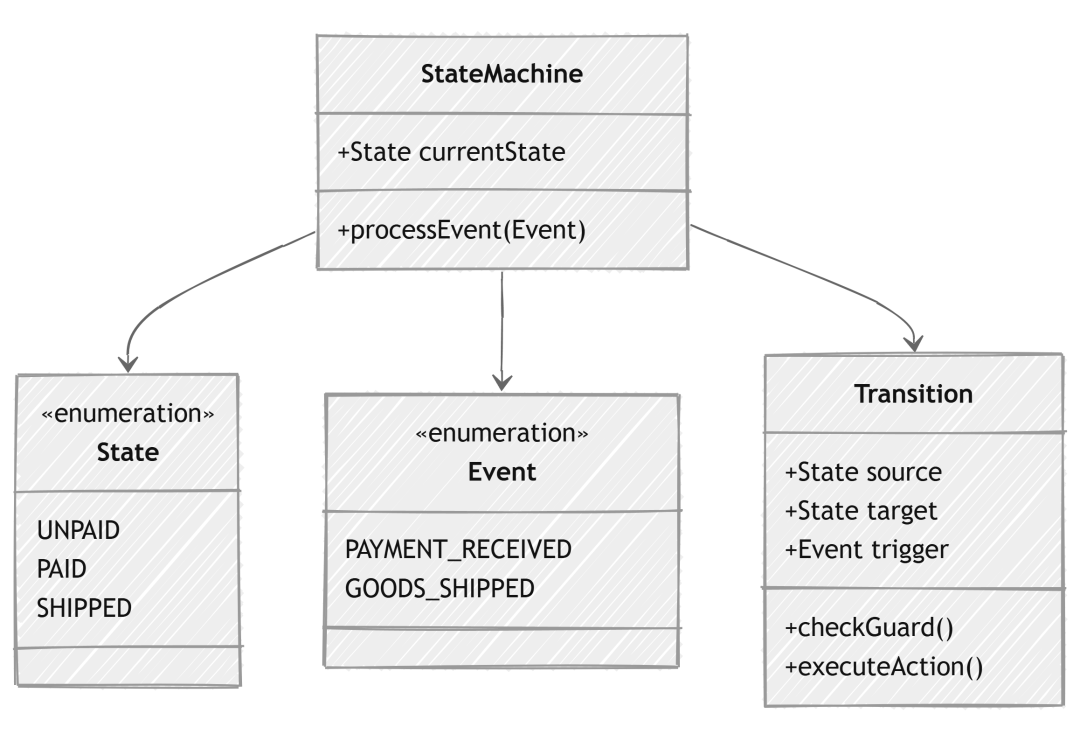 StateMachine
+State currentState
+processEvent(Event)
«enumeration»
State
UNPAID
PAID
SHIPPED
«enumeration»
Event
PAYMENT_RECEIVED
GOODS_SHIPPED
Transition
+State source
+State target
+Event trigger
+checkGuard()
+executeAction()